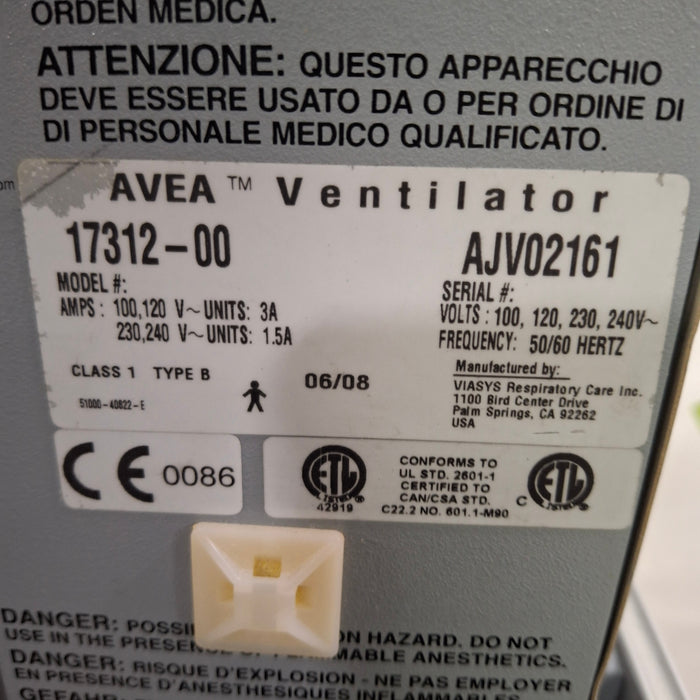 ORDEN MEDICA.
ATTENZIONE: QUESTO APPARECCHIO
DEVE ESSERE USATO DA O PER ORDINE DI
DI PERSONALE MEDICO QUALIFICATO.
om
AVEA ™ Ventilator
17312-00 AJV02161
MODEL #: SERIAL #:
AMPS : 100,120 V~ UNITS: 3A VOLTS : 100, 120, 230, 240V~
230,240 V~ UNITS: 1.5A FREQUENCY: 50/60 HERTZ
CLASS 1 TYPE B 06/08
51000-40822-E
Manufactured by:
VIASYS Respiratory Care Inc.
1100 Bird Center Drive
Palm Springs, CA 92262
USA
CE 0086
ETL
42919
CONFORMS TO
UL STD. 2601-1
CERTIFIED TO
CAN/CSA STD.
C22.2 NO. 601.1-M90
C ETL
DANGER: POSSI ON HAZARD. DO NOT
USE IN THE PRESENCE OF FLAMMABLE ANESTHETICS.
DANGER: RISQUE D'EXPLOSION - NE PAS EMPLOYER
EN PRESENCE D'ANESTHESIQUES INFLAMMABLES